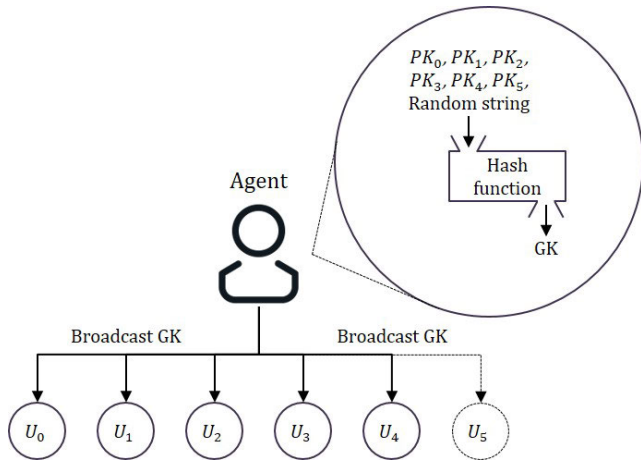 PK₀, PK₁, PK₂,
PK₃, PK₄, PK₅,
Random string
Hash
function
GK
Agent
Broadcast GK
Broadcast GK
U₀
U₁
U₂
U₃
U₄
U₅